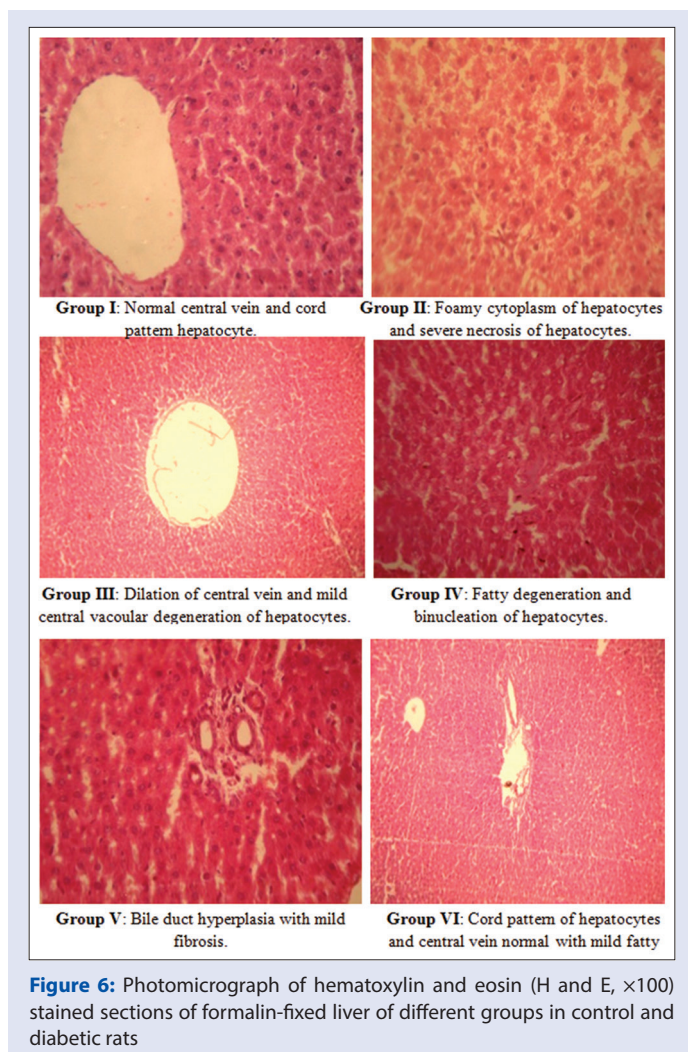 Group I: Normal central vein and cord
pattern hepatocyte.
Group II: Foamy cytoplasm of hepatocytes
and severe necrosis of hepatocytes.
Group III: Dilation of central vein and mild
central vacoular degeneration of hepatocytes.
Group IV: Fatty degeneration and
binucleation of hepatocytes.
Group V: Bile duct hyperplasia with mild
fibrosis.
Group VI: Cord pattern of hepatocytes
and central vein normal with mild fatty
Figure 6: Photomicrograph of hematoxylin and eosin (H and E, ×100)
stained sections of formalin-fixed liver of different groups in control and
diabetic rats